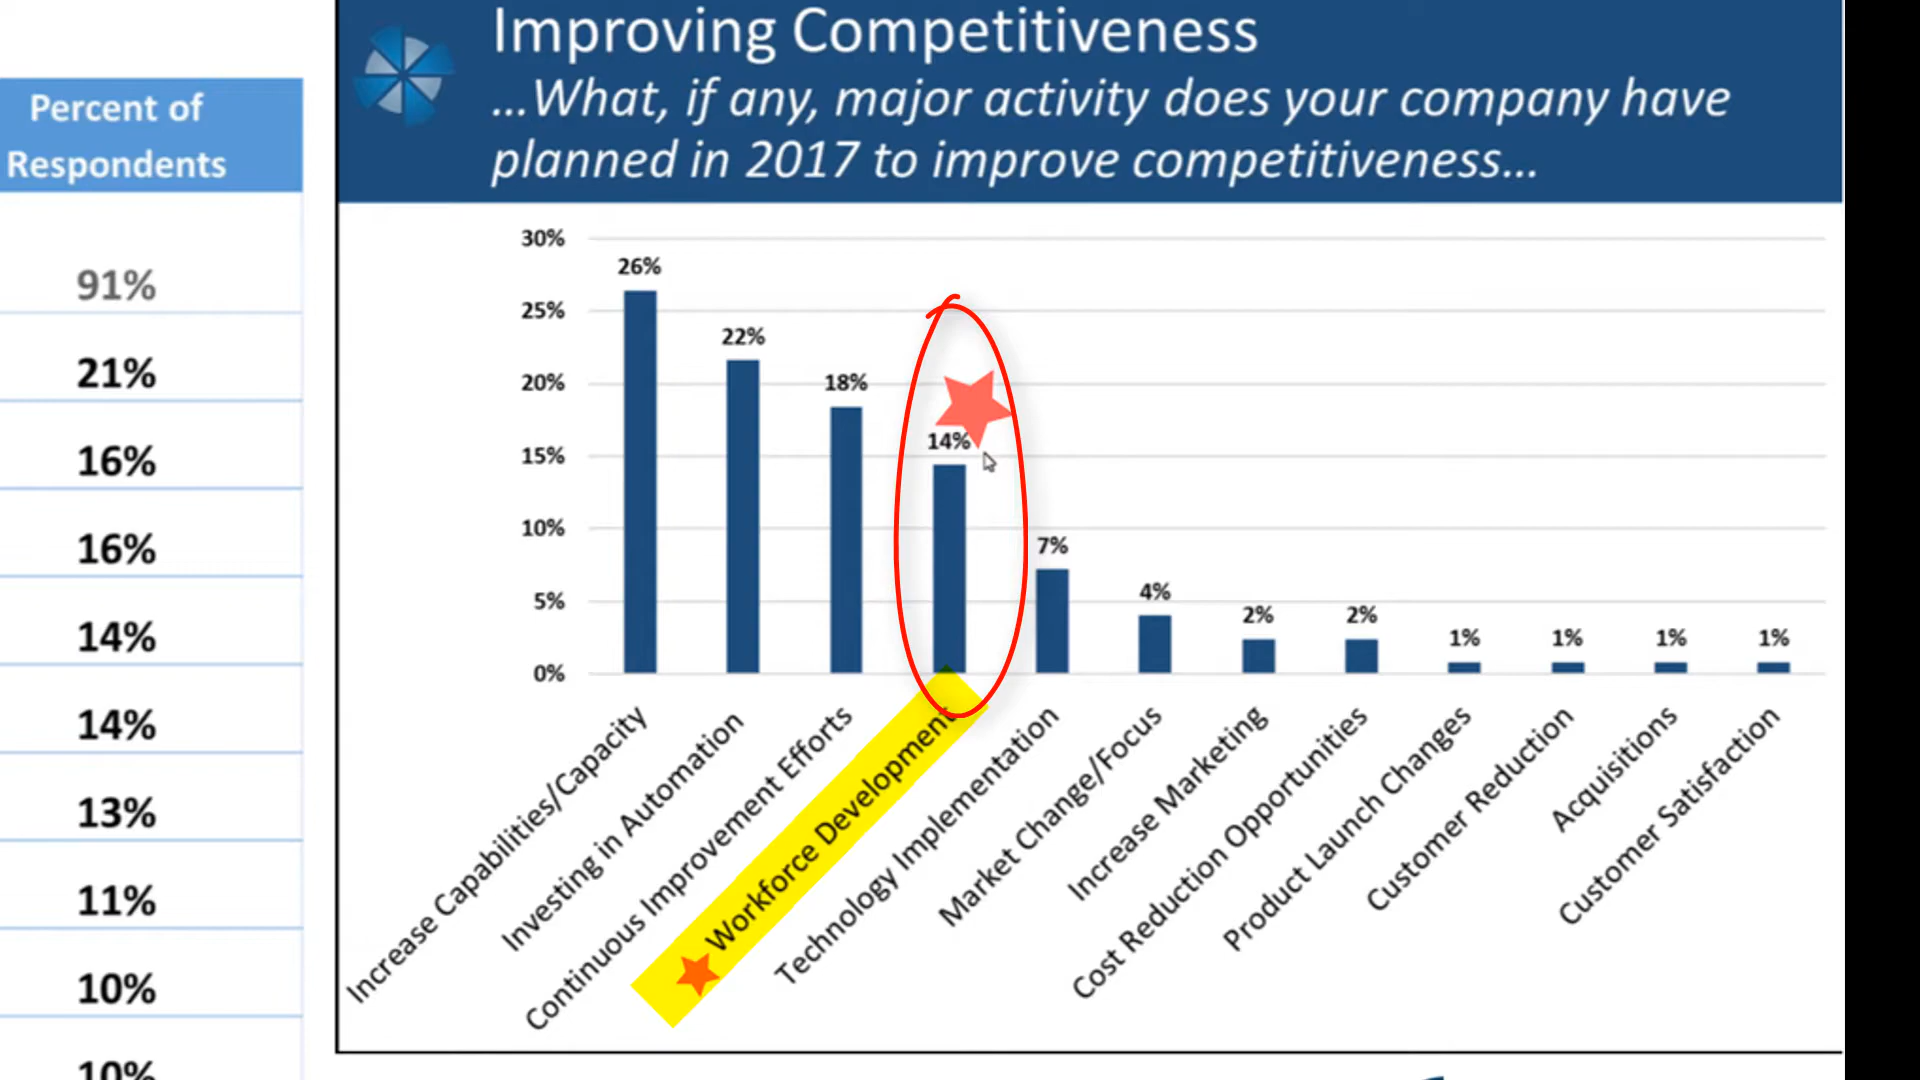 Percent of
Respondents
91%
21%
16%
16%
14%
14%
13%
11%
10%
10%
Improving Competitiveness
...What, if any, major activity does your company have
planned in 2017 to improve competitiveness...
30%
25%
20%
15%
10%
5%
0%
26%
22%
18%
14%
7%
4%
2%
2%
1%
1%
1%
1%
Increase Capabilities/Capacity
Investing in Automation
Continuous Improvement Efforts
Workforce Development
Technology Implementation
Market Change/Focus
Increase Marketing
Cost Reduction Opportunities
Product Launch Changes
Customer Reduction
Acquisitions
Customer Satisfaction